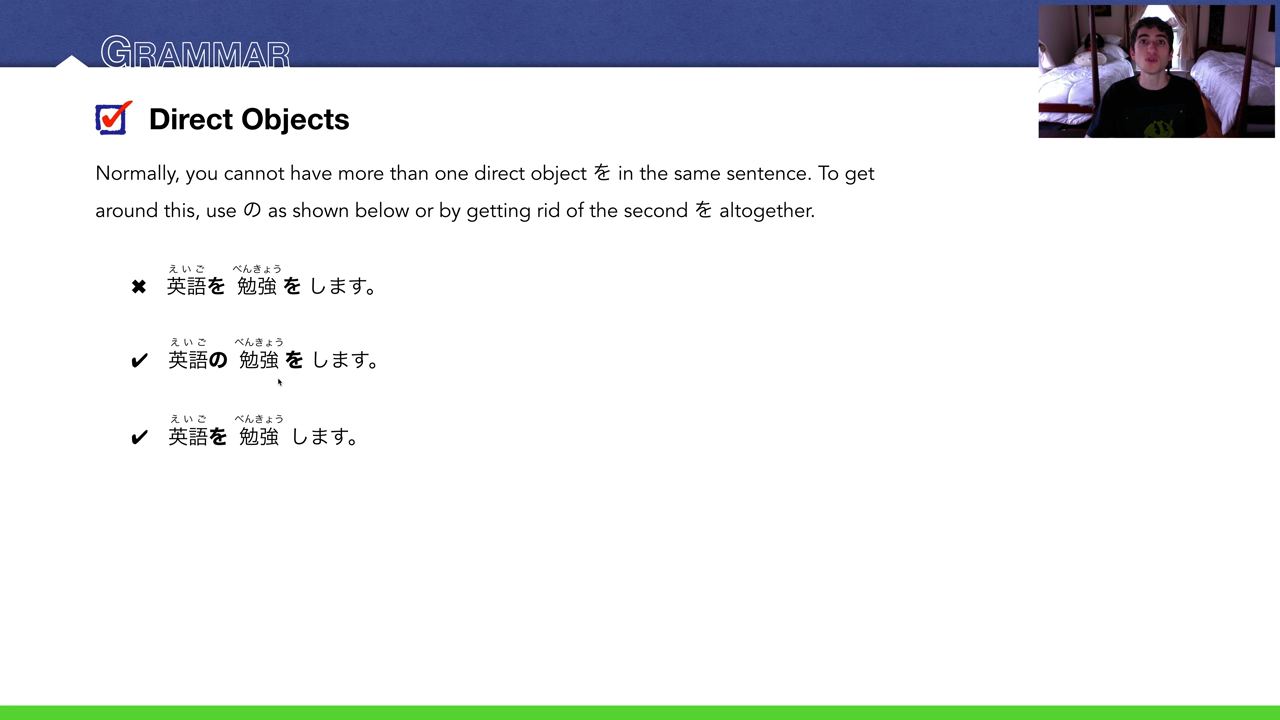 GRAMMAR
Direct Objects
Normally, you cannot have more than one direct object を in the same sentence. To get
around this, use の as shown below or by getting rid of the second を altogether.
えいご べんきょう
✖ 英語を 勉強 を します。
えいご べんきょう
✔ 英語の 勉強 を します。
えいご べんきょう
✔ 英語を 勉強 します。